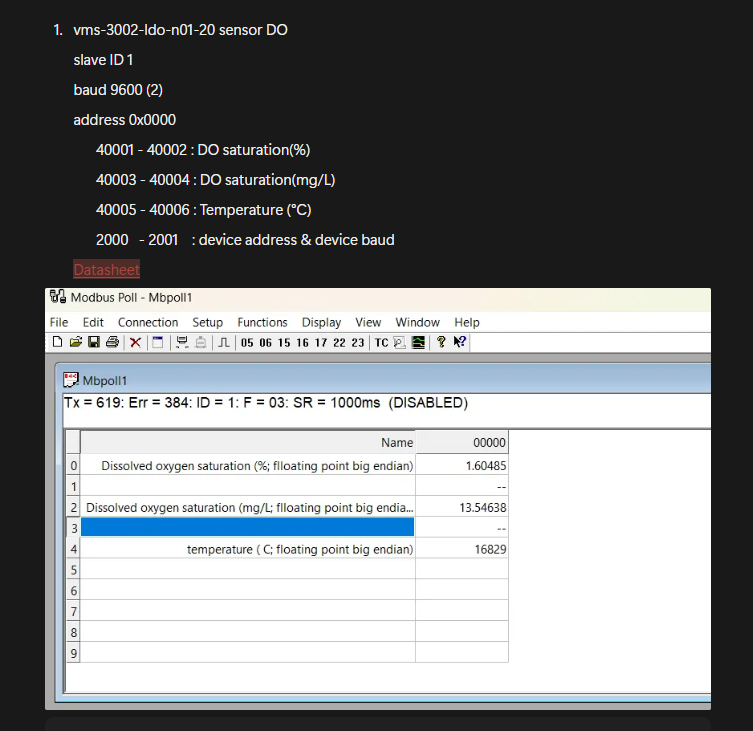 1. vms-3002-ldo-n01-20 sensor DO
slave ID 1
baud 9600 (2)
address 0x0000
40001 - 40002 : DO saturation(%)
40003 - 40004 : DO saturation(mg/L)
40005 - 40006 : Temperature (°C)
2000 - 2001 : device address & device baud
Datasheet
Modbus Poll - Mbpoll1
File Edit Connection Setup Functions Display View Window Help
05 06 15 16 17 22 23 TC
Mbpoll1
Tx = 619: Err = 384: ID = 1: F = 03: SR = 1000ms (DISABLED)
Name 00000
0 Dissolved oxygen saturation (%; flloating point big endian) 1.60485
1 --
2 Dissolved oxygen saturation (mg/L; flloating point big endia... 13.54638
3 --
4 temperature ( C; floating point big endian) 16829
5
6
7
8
9